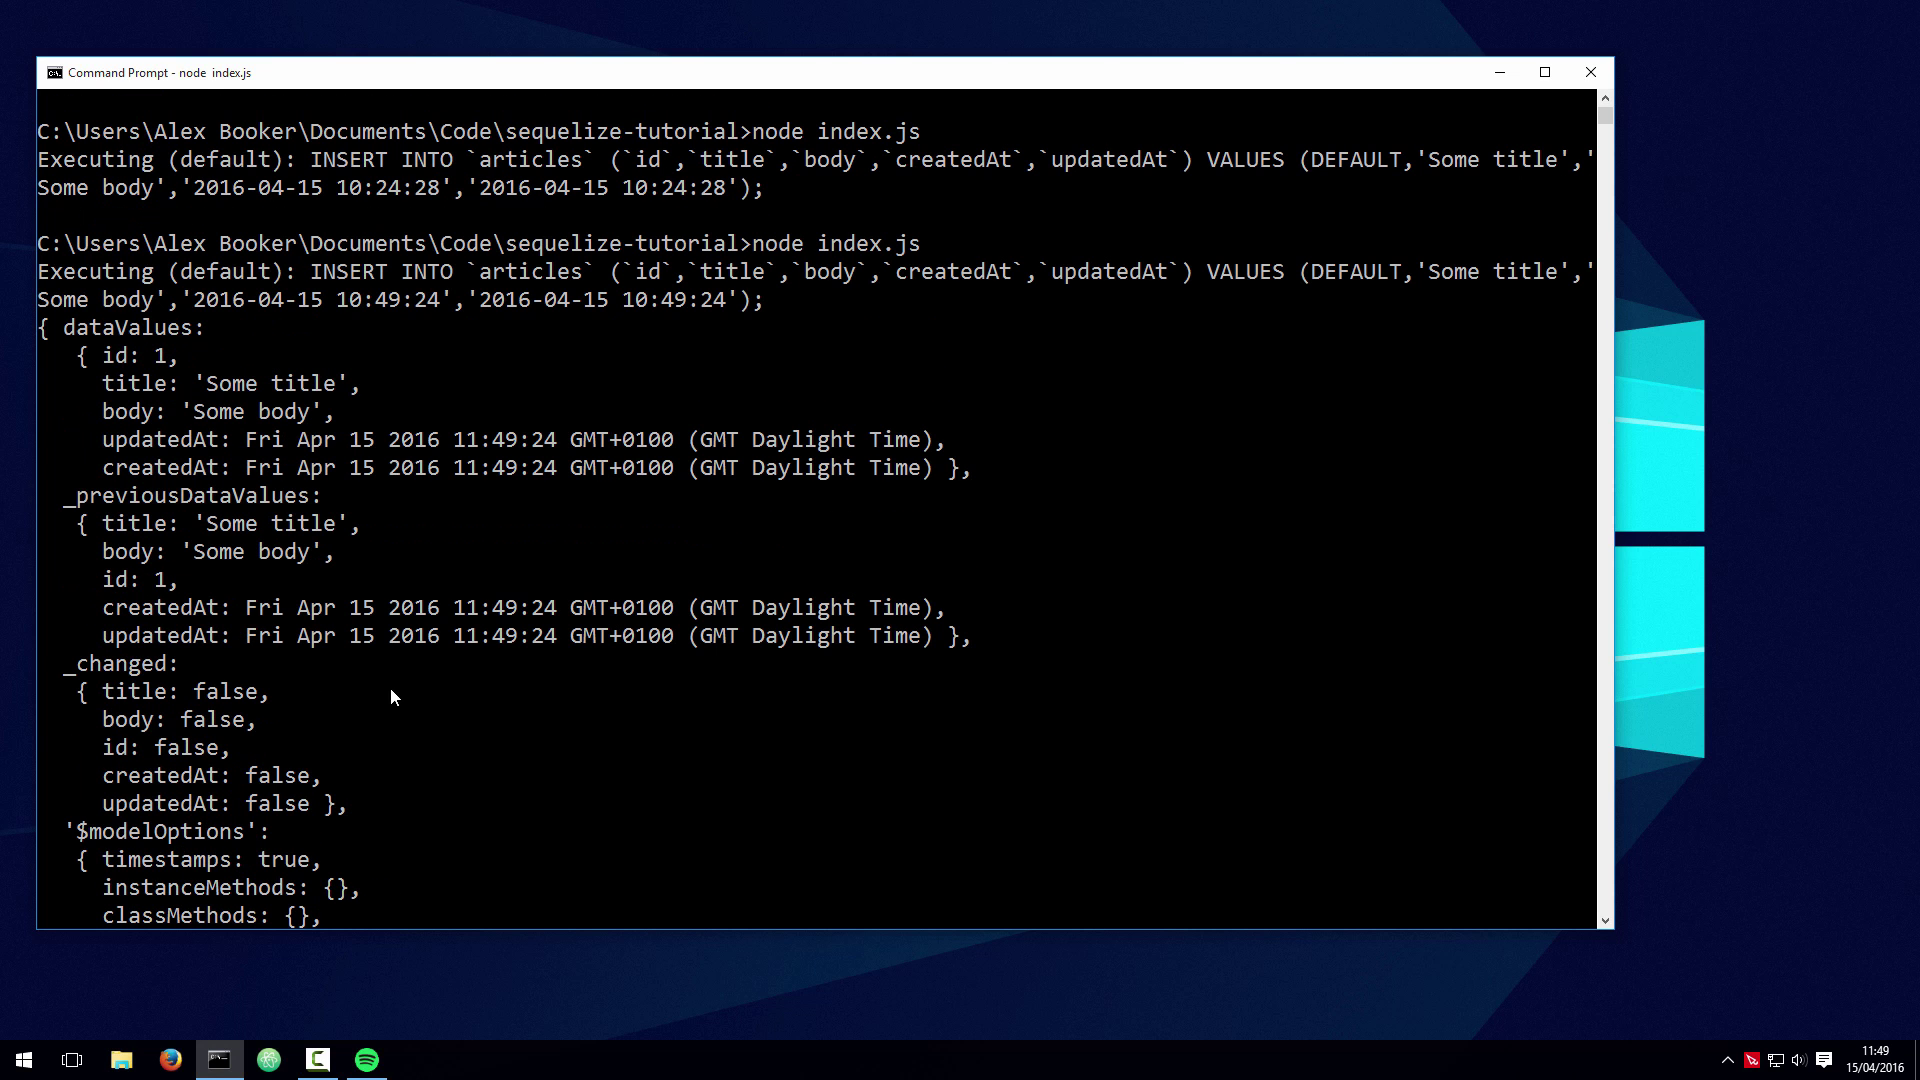 Command Prompt - node  index.js
C:\Users\Alex Booker\Documents\Code\sequelize-tutorial>node index.js
Executing (default): INSERT INTO `articles` (`id`,`title`,`body`,`createdAt`,`updatedAt`) VALUES (DEFAULT,'Some title','
Some body','2016-04-15 10:24:28','2016-04-15 10:24:28');
C:\Users\Alex Booker\Documents\Code\sequelize-tutorial>node index.js
Executing (default): INSERT INTO `articles` (`id`,`title`,`body`,`createdAt`,`updatedAt`) VALUES (DEFAULT,'Some title','
Some body','2016-04-15 10:49:24','2016-04-15 10:49:24');
{ dataValues:
   { id: 1,
     title: 'Some title',
     body: 'Some body',
     updatedAt: Fri Apr 15 2016 11:49:24 GMT+0100 (GMT Daylight Time),
     createdAt: Fri Apr 15 2016 11:49:24 GMT+0100 (GMT Daylight Time) },
  _previousDataValues:
   { title: 'Some title',
     body: 'Some body',
     id: 1,
     createdAt: Fri Apr 15 2016 11:49:24 GMT+0100 (GMT Daylight Time),
     updatedAt: Fri Apr 15 2016 11:49:24 GMT+0100 (GMT Daylight Time) },
  _changed:
   { title: false,
     body: false,
     id: false,
     createdAt: false,
     updatedAt: false },
  '$modelOptions':
   { timestamps: true,
     instanceMethods: {},
     classMethods: {},
11:49
15/04/2016